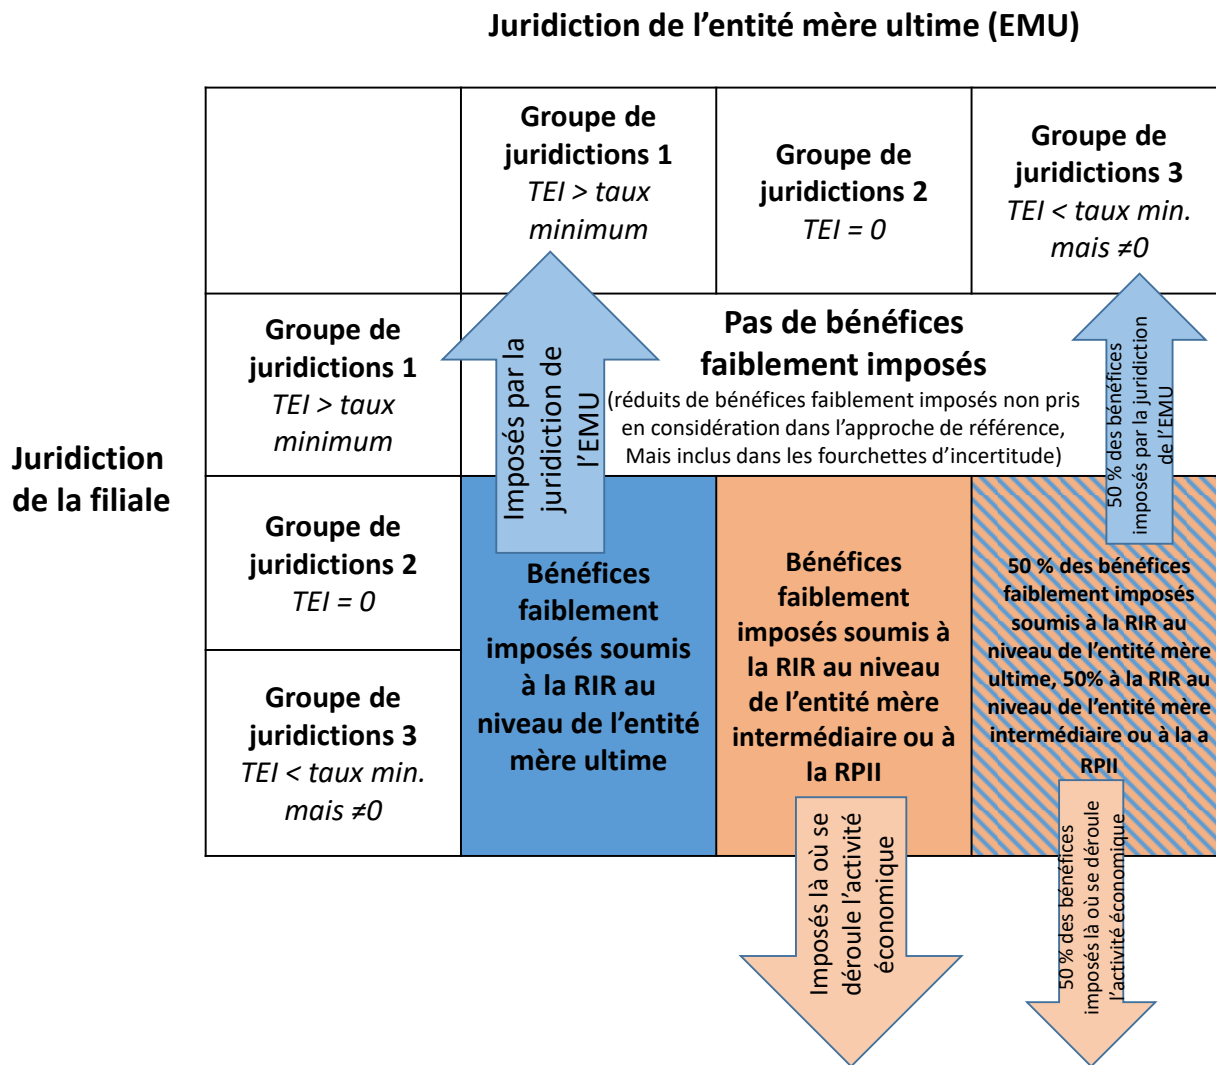 Juridiction de l’entité mère ultime (EMU)
Groupe de
juridictions 1
TEI > taux
minimum
Groupe de
juridictions 2
TEI = 0
Groupe de
juridictions 3
TEI < taux min.
mais ≠0
Juridiction
de la filiale
Groupe de
juridictions 1
TEI > taux
minimum
Imposés par la
juridiction de
l’EMU
Pas de bénéfices
faiblement imposés
(réduits de bénéfices faiblement imposés non pris
en considération dans l’approche de référence,
Mais inclus dans les fourchettes d’incertitude)
50 % des bénéfices
imposés par la juridiction
de l’EMU
Groupe de
juridictions 2
TEI = 0
Groupe de
juridictions 3
TEI < taux min.
mais ≠0
Bénéfices
faiblement
imposés soumis
à la RIR au
niveau de l’entité
mère ultime
Bénéfices
faiblement
imposés soumis à
la RIR au niveau
de l’entité mère
intermédiaire ou à
la RPII
50 % des bénéfices
faiblement imposés
soumis à la RIR au
niveau de l’entité mère
ultime, 50% à la RIR au
niveau de l’entité mère
intermédiaire ou à la a
RPII
Imposés là où se
déroule l’activité
économique
50 % des bénéfices
imposés là où se déroule
l’activité économique